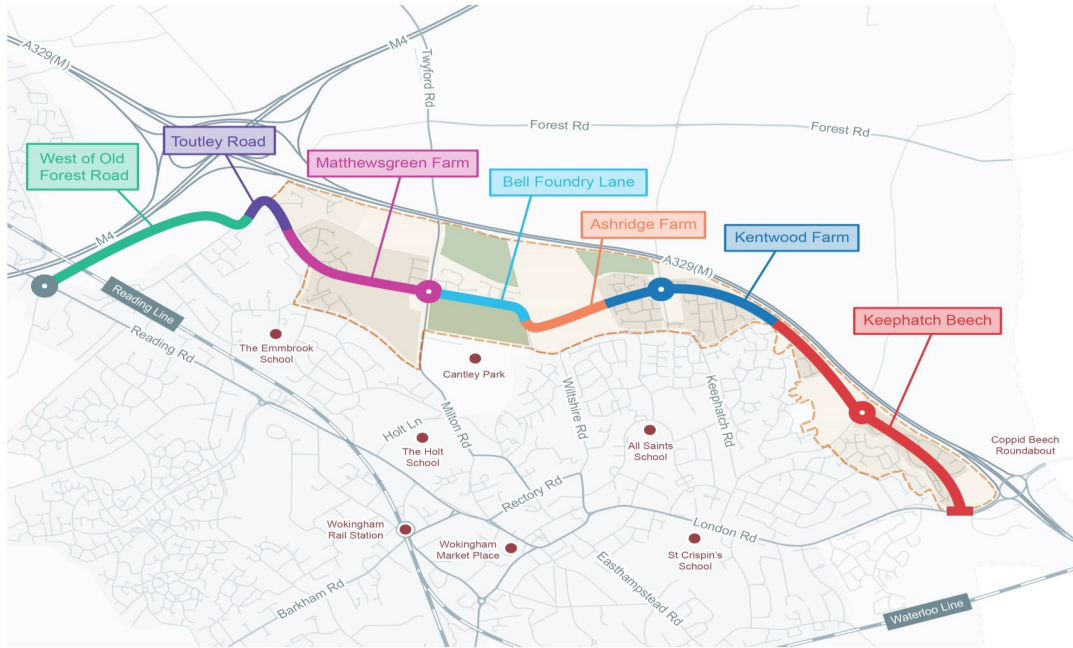 A329(M)
M4
Twyford Rd
Forest Rd
Forest Rd
Toutley Road
West of Old
Forest Road
Matthewsgreen Farm
Bell Foundry Lane
Ashridge Farm
Kentwood Farm
M4
A329(M)
Keephatch Beech
Reading Line
Reading Rd
The Emmbrook
School
Cantley Park
Milton Rd
Wiltshire Rd
Keephatch Rd
Holt Ln
The Holt
School
All Saints
School
Coppid Beech
Roundabout
Rectory Rd
Wokingham
Rail Station
Wokingham
Market Place
London Rd
St Crispin's
School
Easthampstead Rd
Barkham Rd
Waterloo Line